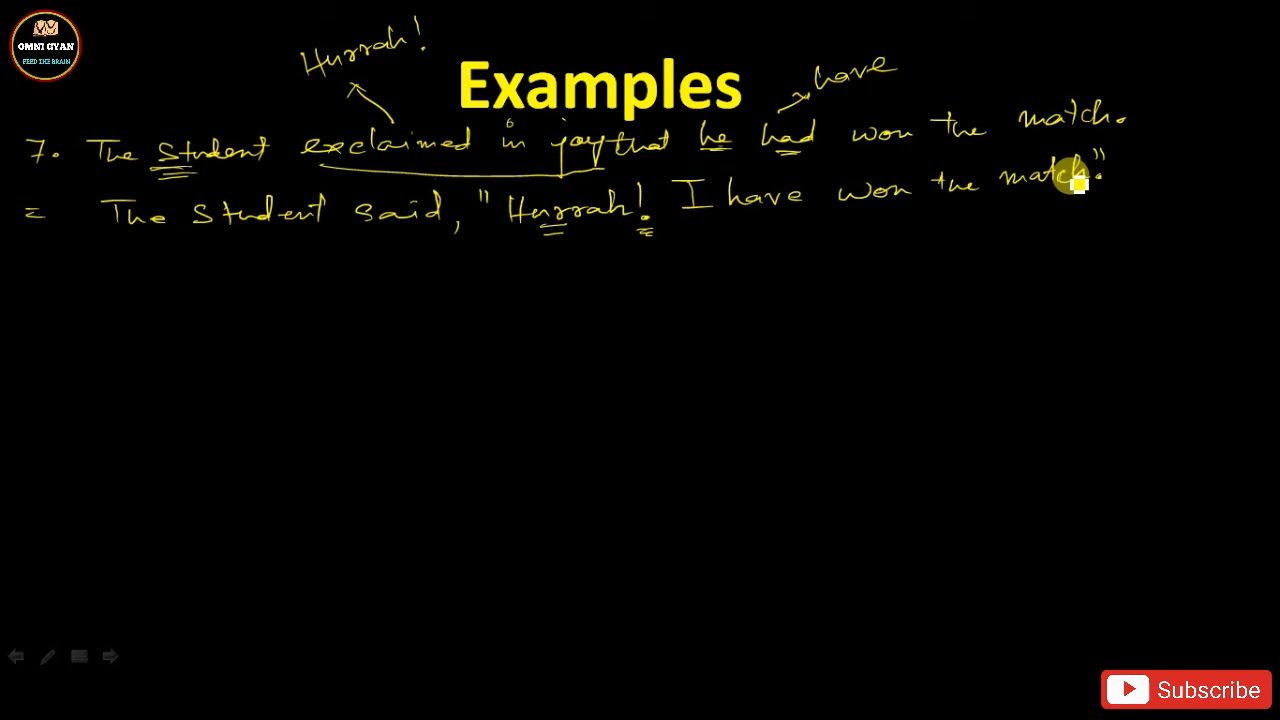 OMNI GYAN
FEED THE BRAIN
Hurrah!
Examples
have
7. The student exclaimed in joy that he had won the match.
= The student said, "Hurrah! I have won the match."
Subscribe